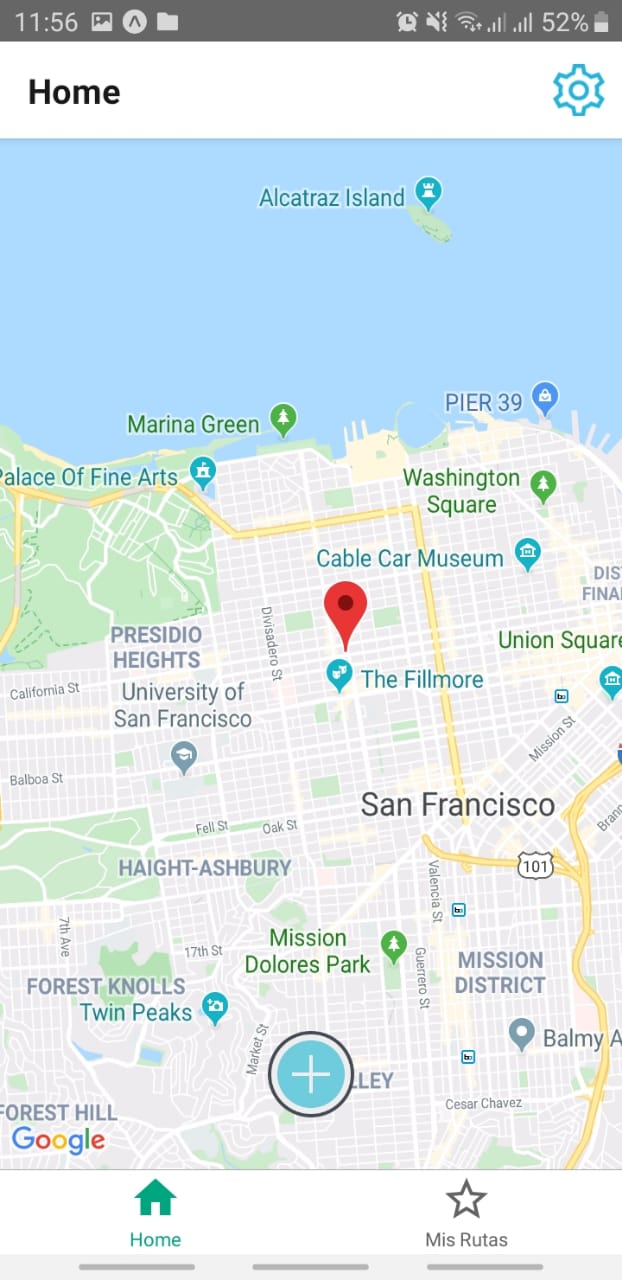 11:56
52%
Home
Alcatraz Island
PIER 39
Marina Green
Palace Of Fine Arts
Washington
Square
Cable Car Museum
Divisadero St
PRESIDIO
HEIGHTS
Union Square
The Fillmore
California St
University of
San Francisco
Mission St
Balboa St
San Francisco
Fell St
Oak St
HAIGHT-ASHBURY
101
Valencia St
7th Ave
17th St
Mission
Dolores Park
Guerrero St
MISSION
DISTRICT
FOREST KNOLLS
Twin Peaks
Market St
Balmy A
LLEY
Cesar Chavez
FOREST HILL
Google
Home
Mis Rutas